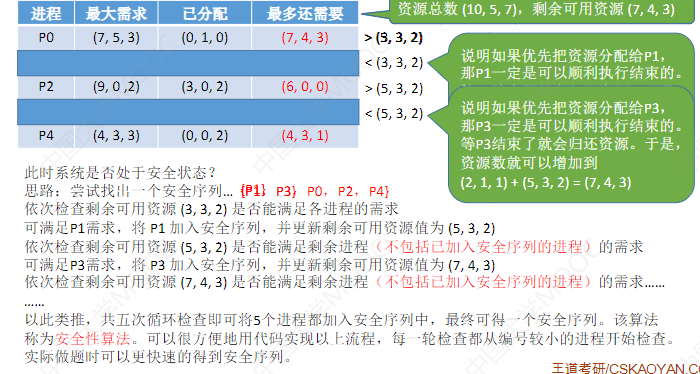 资源总数 (10, 5, 7)，剩余可用资源 (7, 4, 3)
进程 最大需求 已分配 最多还需要
P0 (7, 5, 3) (0, 1, 0) (7, 4, 3) > (5, 3, 2)
< (3, 3, 2)
P2 (9, 0 ,2) (3, 0, 2) (6, 0, 0) > (5, 3, 2)
< (5, 3, 2)
P4 (4, 3, 3) (0, 0, 2) (4, 3, 1)
说明如果优先把资源分配给P1，
那P1一定是可以顺利执行结束的。
说明如果优先把资源分配给P3，
那P3一定是可以顺利执行结束的。
等P3结束了就会归还资源。于是，
资源数就可以增加到
(2, 1, 1) + (5, 3, 2) = (7, 4, 3)
此时系统是否处于安全状态？
思路：尝试找出一个安全序列… {P1, P3} P0，P2，P4}
依次检查剩余可用资源 (3, 3, 2) 是否能满足各进程的需求
可满足P1需求，将 P1 加入安全序列，并更新剩余可用资源值为 (5, 3, 2)
依次检查剩余可用资源 (5, 3, 2) 是否能满足剩余进程（不包括已加入安全序列的进程）的需求
可满足P3需求，将 P3 加入安全序列，并更新剩余可用资源值为 (7, 4, 3)
依次检查剩余可用资源 (7, 4, 3) 是否能满足剩余进程（不包括已加入安全序列的进程）的需求……
……
以此类推，共五次循环检查即可将5个进程都加入安全序列中，最终可得一个安全序列。该算法
称为安全性算法。可以很方便地用代码实现以上流程，每一轮检查都从编号较小的进程开始检查。
实际做题时可以更快速的得到安全序列。
王道考研/CSKAOYAN.COM